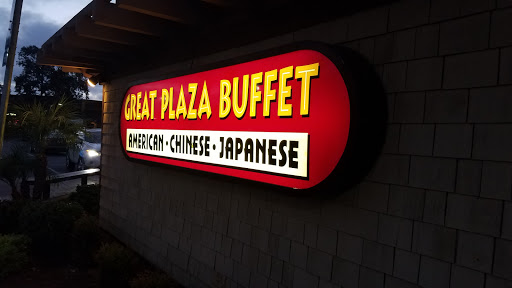 GREAT PLAZA BUFFET
AMERICAN · CHINESE · JAPANESE